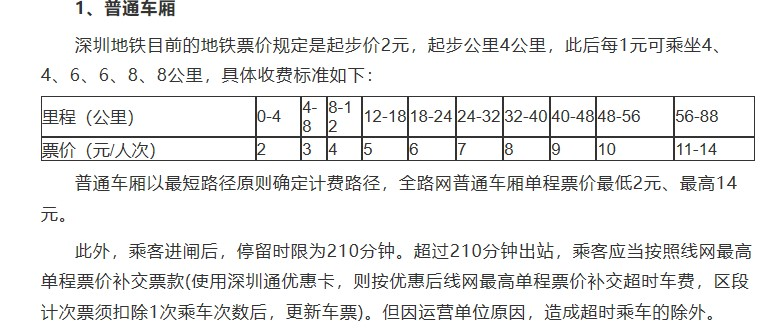 1、普通车厢
深圳地铁目前的地铁票价规定是起步价2元，起步公里4公里，此后每1元可乘坐4、
4、6、6、8、8公里，具体收费标准如下：
里程（公里） 0-4 4-8 8-12 12-18 18-24 24-32 32-40 40-48 48-56 56-88
票价（元/人次） 2 3 4 5 6 7 8 9 10 11-14
普通车厢以最短路径原则确定计费路径，全路网普通车厢单程票价最低2元、最高14
元。
此外，乘客进闸后，停留时限为210分钟。超过210分钟出站，乘客应当按照线网最高
单程票价补交票款(使用深圳通优惠卡，则按优惠后线网最高单程票价补交超时车费，区段
计次票须扣除1次乘车次数后，更新车票)。但因运营单位原因，造成超时乘车的除外。